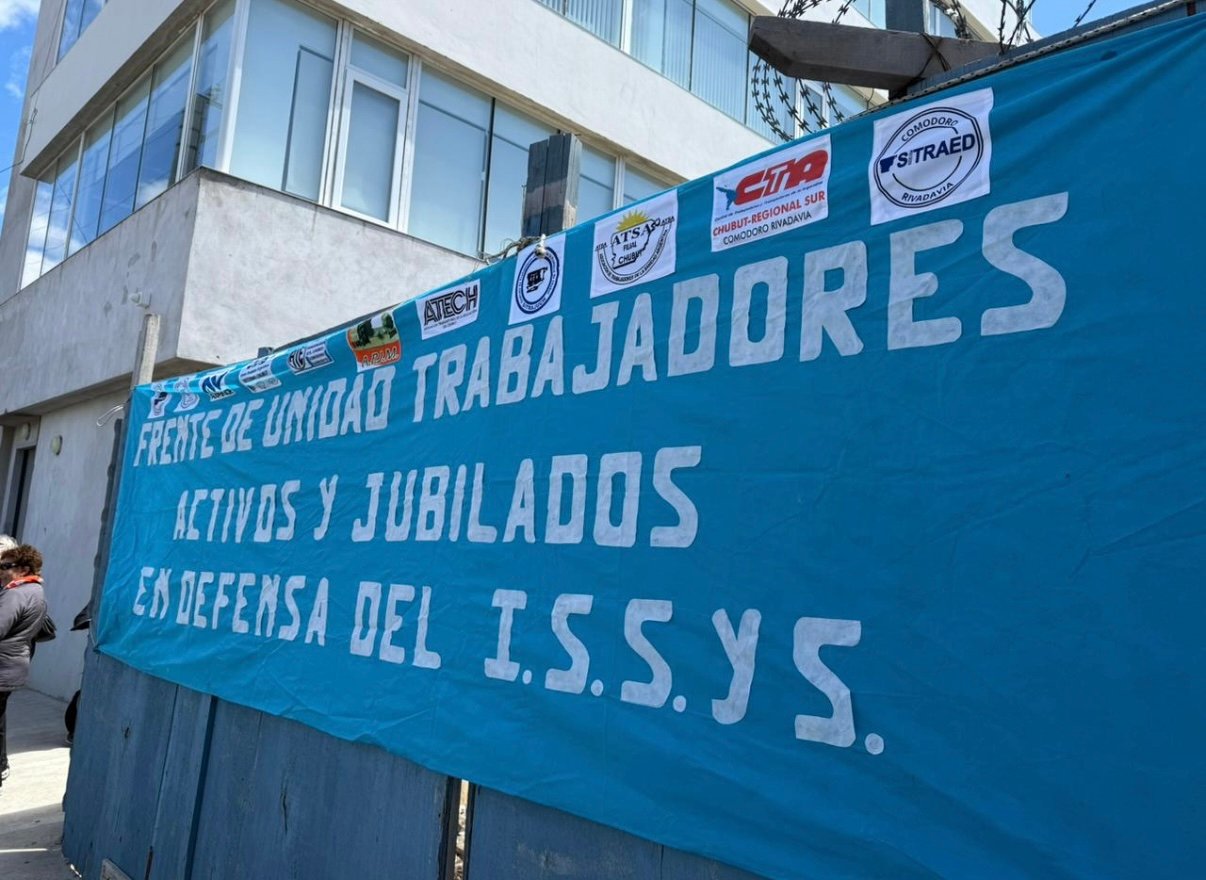 COMODORO
SITRAED
RIVADAVIA
CTA
CHUBUT-REGIONAL SUR
COMODORO RIVADAVIA
ATSA
FILIAL
CHUBUT
ATECH
FRENTE DE UNIDAD TRABAJADORES
ACTIVOS Y JUBILADOS
EN DEFENSA DEL I.S.S.YS.